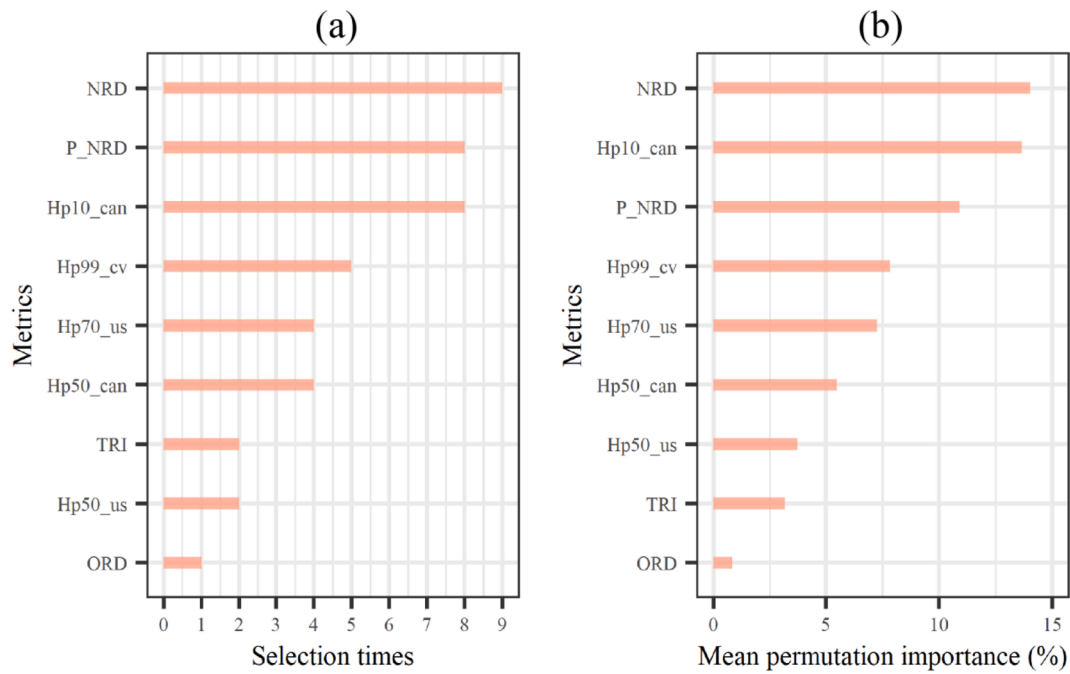 (a)
Metrics
NRD
P_NRD
Hp10_can
Hp99_cv
Hp70_us
Hp50_can
TRI
Hp50_us
ORD
0 1 2 3 4 5 6 7 8 9
Selection times
(b)
Metrics
NRD
Hp10_can
P_NRD
Hp99_cv
Hp70_us
Hp50_can
Hp50_us
TRI
ORD
0 5 10 15
Mean permutation importance (%)